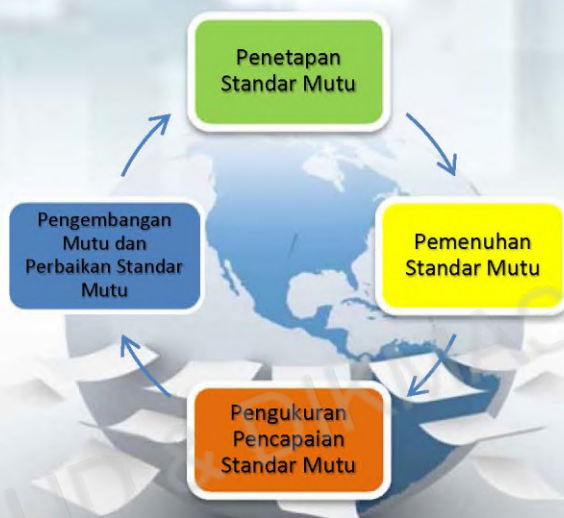 Penetapan
Standar Mutu
Pemenuhan
Standar Mutu
Pengukuran
Pencapaian
Standar Mutu
Pengembangan
Mutu dan
Perbaikan Standar
Mutu